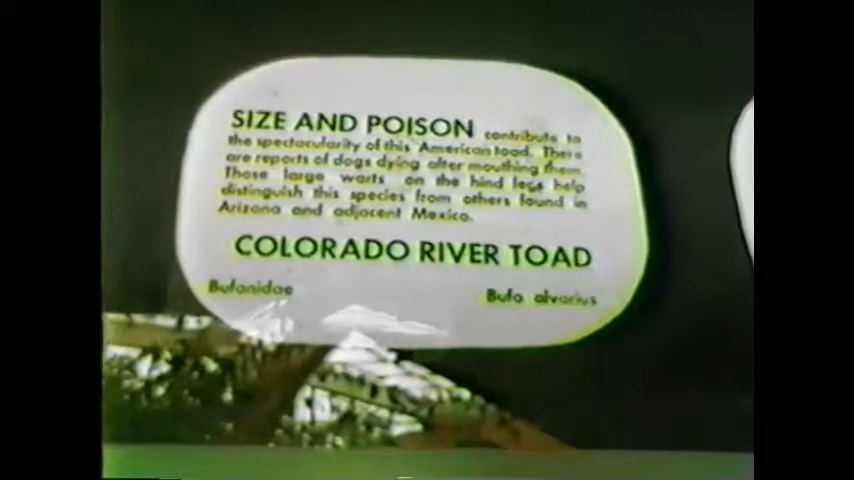 SIZE AND POISON contribute to
the spectacularity of this American toad. There
are reports of dogs dying after mouthing them.
Those large warts on the hind legs help
distinguish this species from others found in
Arizona and adjacent Mexico.
COLORADO RIVER TOAD
Bufonidae Bufo alvarius